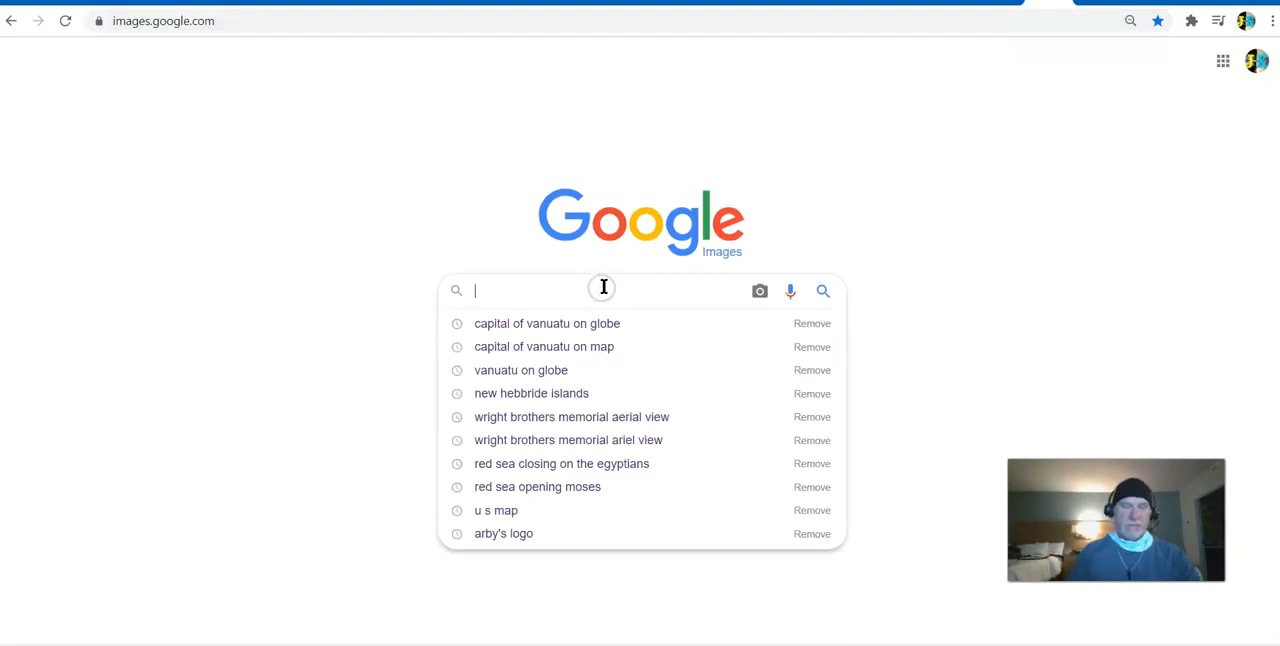 images.google.com
Google
Images
capital of vanuatu on globe Remove
capital of vanuatu on map Remove
vanuatu on globe Remove
new hebbride islands Remove
wright brothers memorial aerial view Remove
wright brothers memorial ariel view Remove
red sea closing on the egyptians Remove
red sea opening moses Remove
u s map Remove
arby's logo Remove